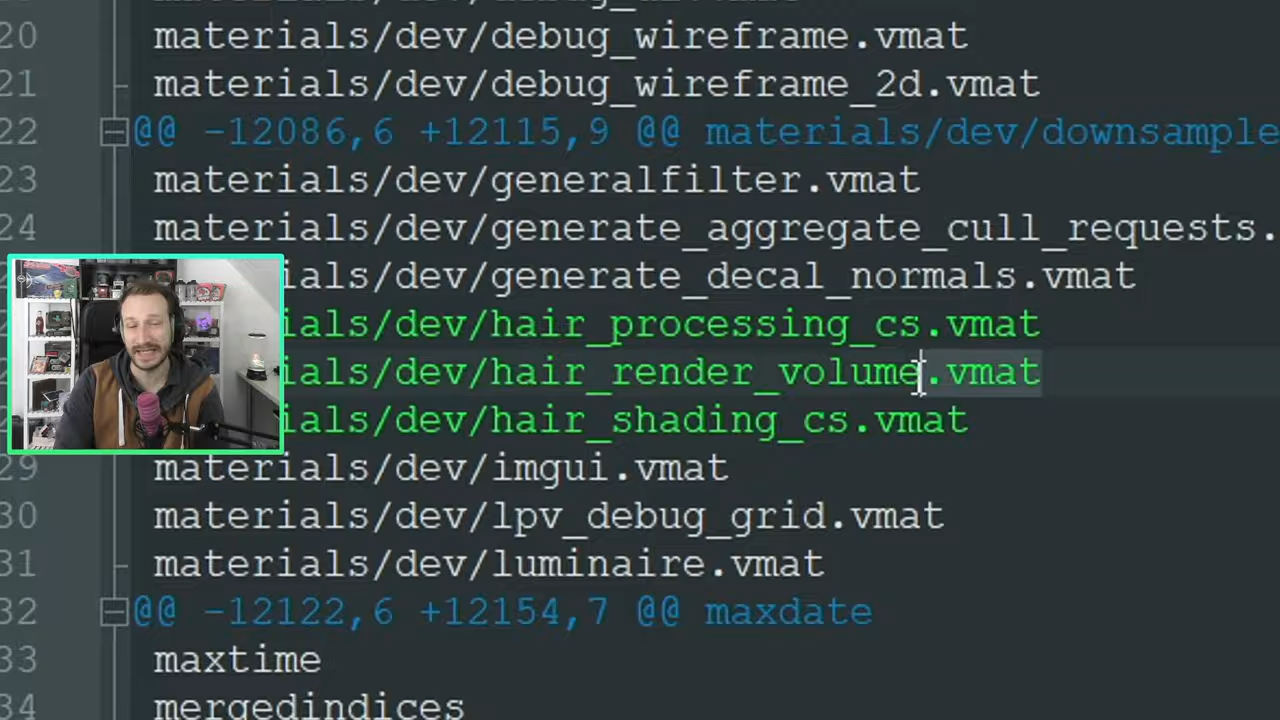 20 materials/dev/debug_wireframe.vmat
21 materials/dev/debug_wireframe_2d.vmat
22 @@ -12086,6 +12115,9 @@ materials/dev/downsample
23 materials/dev/generalfilter.vmat
24 materials/dev/generate_aggregate_cull_requests.
ials/dev/generate_decal_normals.vmat
ials/dev/hair_processing_cs.vmat
ials/dev/hair_render_volume.vmat
ials/dev/hair_shading_cs.vmat
29 materials/dev/imgui.vmat
30 materials/dev/lpv_debug_grid.vmat
31 materials/dev/luminaire.vmat
32 @@ -12122,6 +12154,7 @@ maxdate
33 maxtime
34 mergedindices